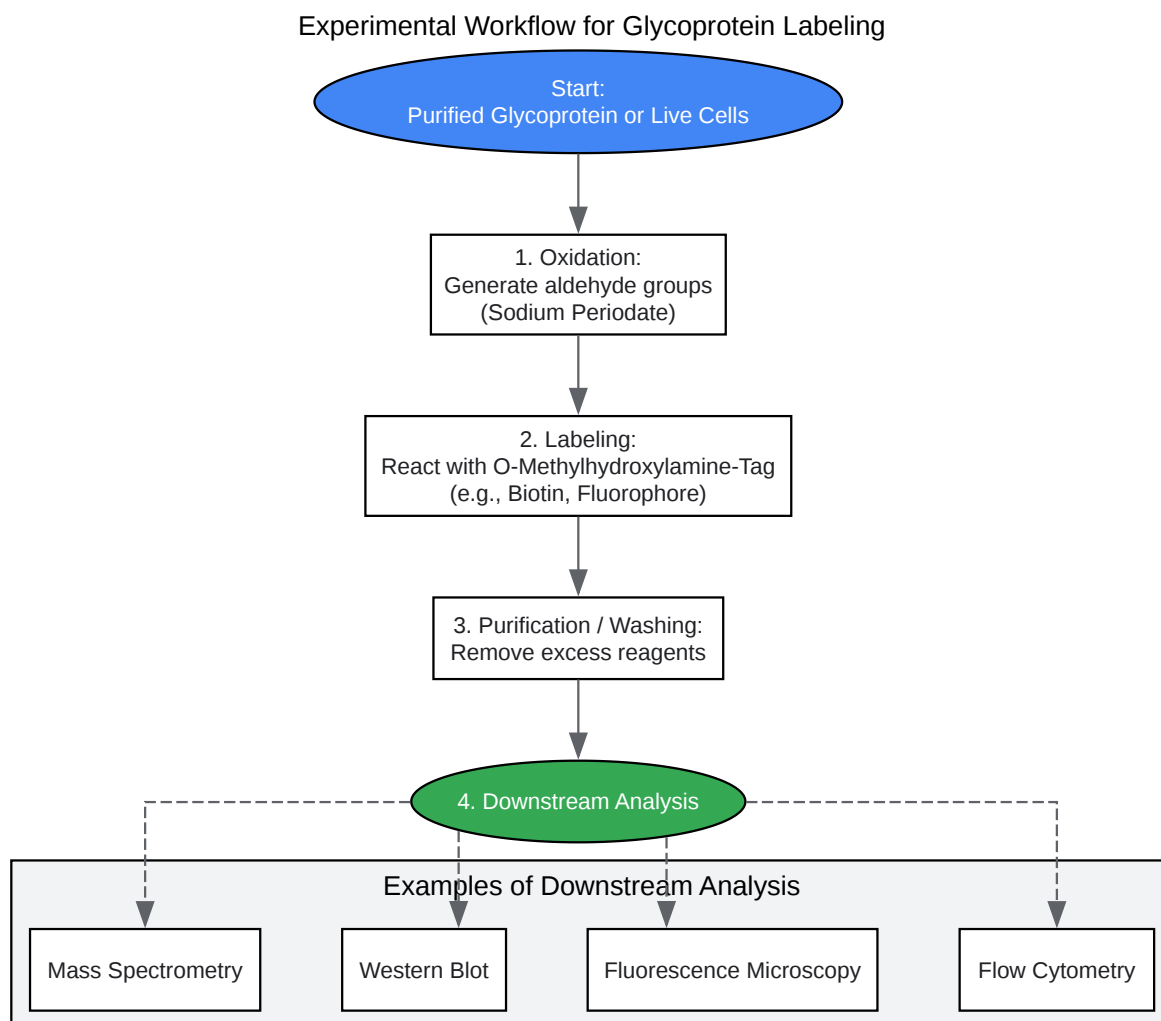 Experimental Workflow for Glycoprotein Labeling
Start:
Purified Glycoprotein or Live Cells
1. Oxidation:
Generate aldehyde groups
(Sodium Periodate)
2. Labeling:
React with O-Methylhydroxylamine-Tag
(e.g., Biotin, Fluorophore)
3. Purification / Washing:
Remove excess reagents
4. Downstream Analysis
Examples of Downstream Analysis
Mass Spectrometry
Western Blot
Fluorescence Microscopy
Flow Cytometry